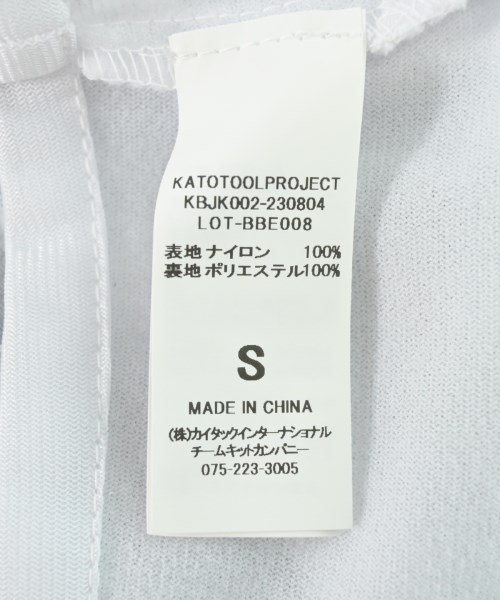 KATOTOOLPROJECT
KBJK002-230804
LOT-BBE008
表地 ナイロン 100%
裏地 ポリエステル100%
S
MADE IN CHINA
(株)カイタックインターナショナル
チームキットカンパニー
075-223-3005